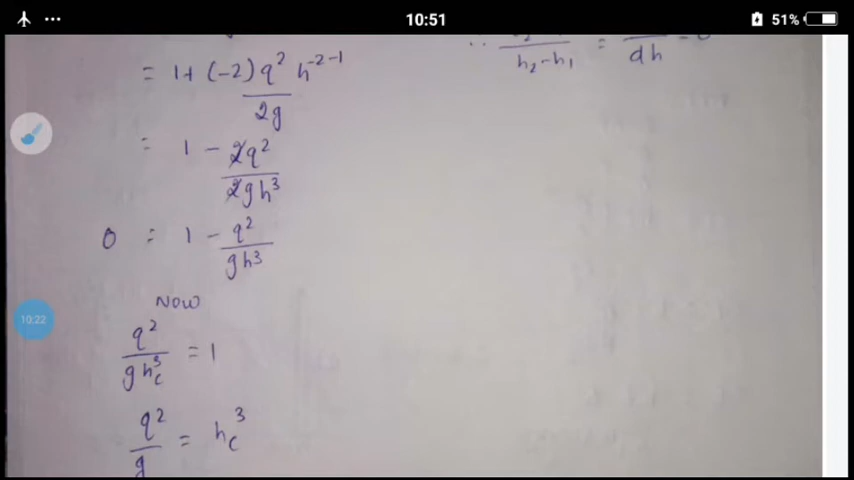 10:51
51%
= 1 + (-2) q² h⁻²⁻¹ / 2g
h₂-h₁ = dh
= 1 - 2q² / 2gh³
0 = 1 - q² / gh³
Now
10:22
q² / gh_c³ = 1
q² / g = h_c³